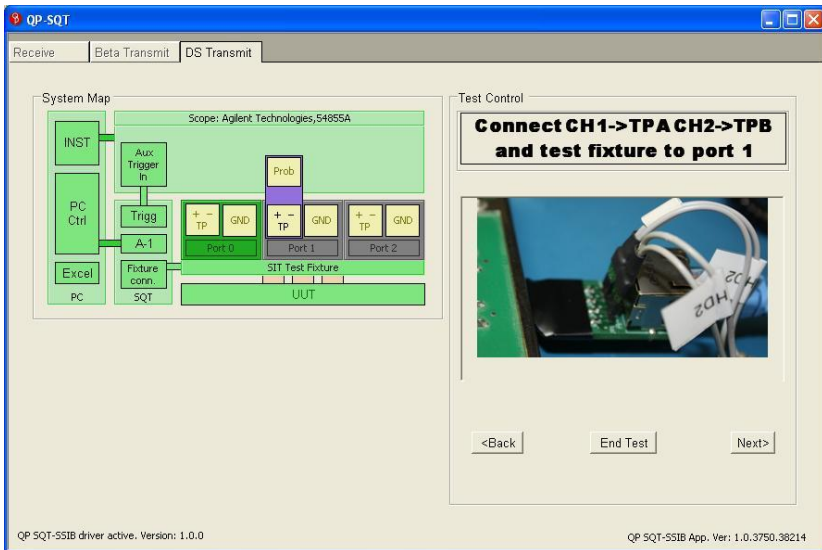 QP-SQT
Receive
Beta Transmit
DS Transmit
System Map
Scope: Agilent Technologies,54855A
INST
Aux
Trigger
In
Prob
PC
Ctrl
Trigg
A-1
+ -
TP
GND
Port 0
+ -
TP
GND
Port 1
+ -
TP
GND
Port 2
Excel
Fixture
conn.
SIT Test Fixture
PC
SQT
UUT
Test Control
Connect CH1->TPA CH2->TPB
and test fixture to port 1
HD2
HD2
<Back
End Test
Next>
QP SQT-SSIB driver active. Version: 1.0.0
QP SQT-SSIB App. Ver: 1.0.3750.38214